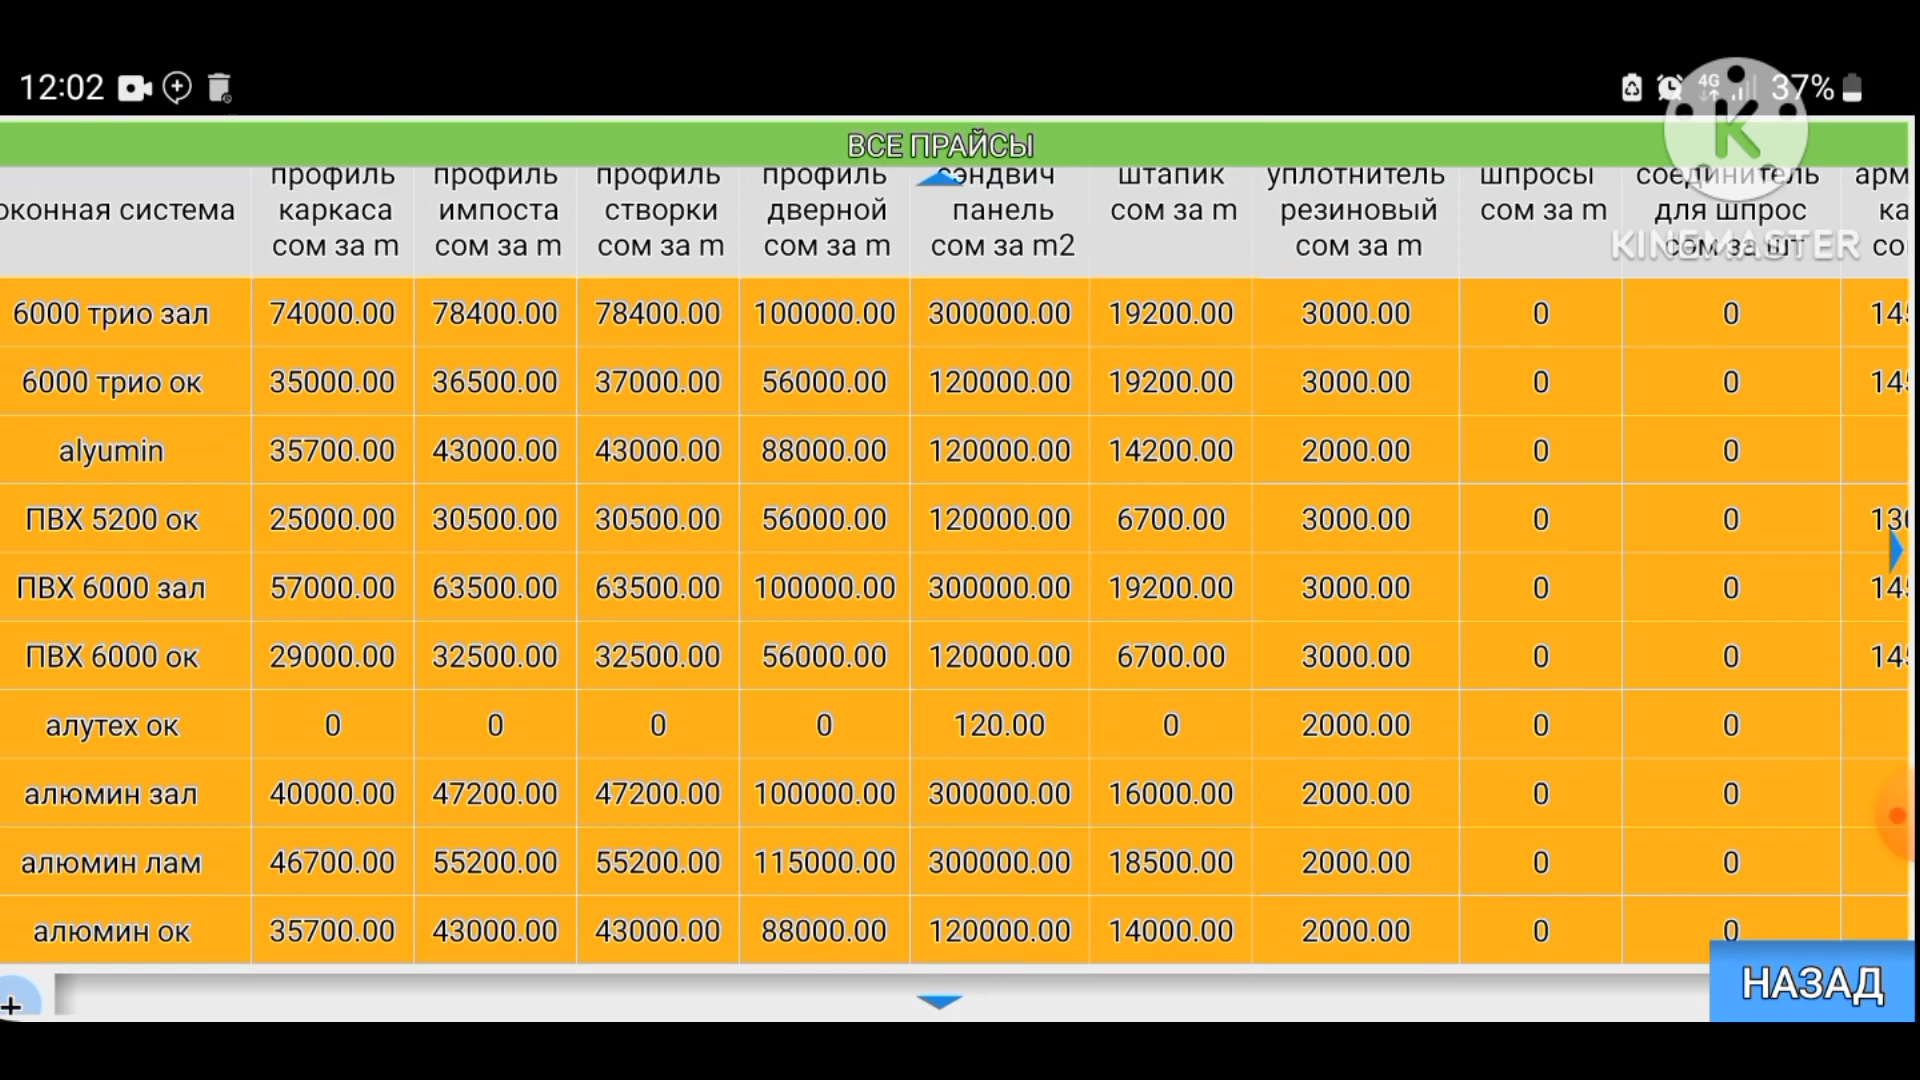 12:02 4G 37%
ВСЕ ПРАЙСЫ
оконная система
профиль каркаса сом за m
профиль импоста сом за m
профиль створки сом за m
профиль дверной сом за m
сэндвич панель сом за m2
штапик сом за m
уплотнитель резиновый сом за m
шпросы сом за m
соединитель для шпрос сом за шт
K
KINEMASTER
6000 трио зал 74000.00 78400.00 78400.00 100000.00 300000.00 19200.00 3000.00 0 0
6000 трио ок 35000.00 36500.00 37000.00 56000.00 120000.00 19200.00 3000.00 0 0
alyumin 35700.00 43000.00 43000.00 88000.00 120000.00 14200.00 2000.00 0 0
ПВХ 5200 ок 25000.00 30500.00 30500.00 56000.00 120000.00 6700.00 3000.00 0 0
ПВХ 6000 зал 57000.00 63500.00 63500.00 100000.00 300000.00 19200.00 3000.00 0 0
ПВХ 6000 ок 29000.00 32500.00 32500.00 56000.00 120000.00 6700.00 3000.00 0 0
алутех ок 0 0 0 0 120.00 0 2000.00 0 0
алюмин зал 40000.00 47200.00 47200.00 100000.00 300000.00 16000.00 2000.00 0 0
алюмин лам 46700.00 55200.00 55200.00 115000.00 300000.00 18500.00 2000.00 0 0
алюмин ок 35700.00 43000.00 43000.00 88000.00 120000.00 14000.00 2000.00 0 0
+
НАЗАД